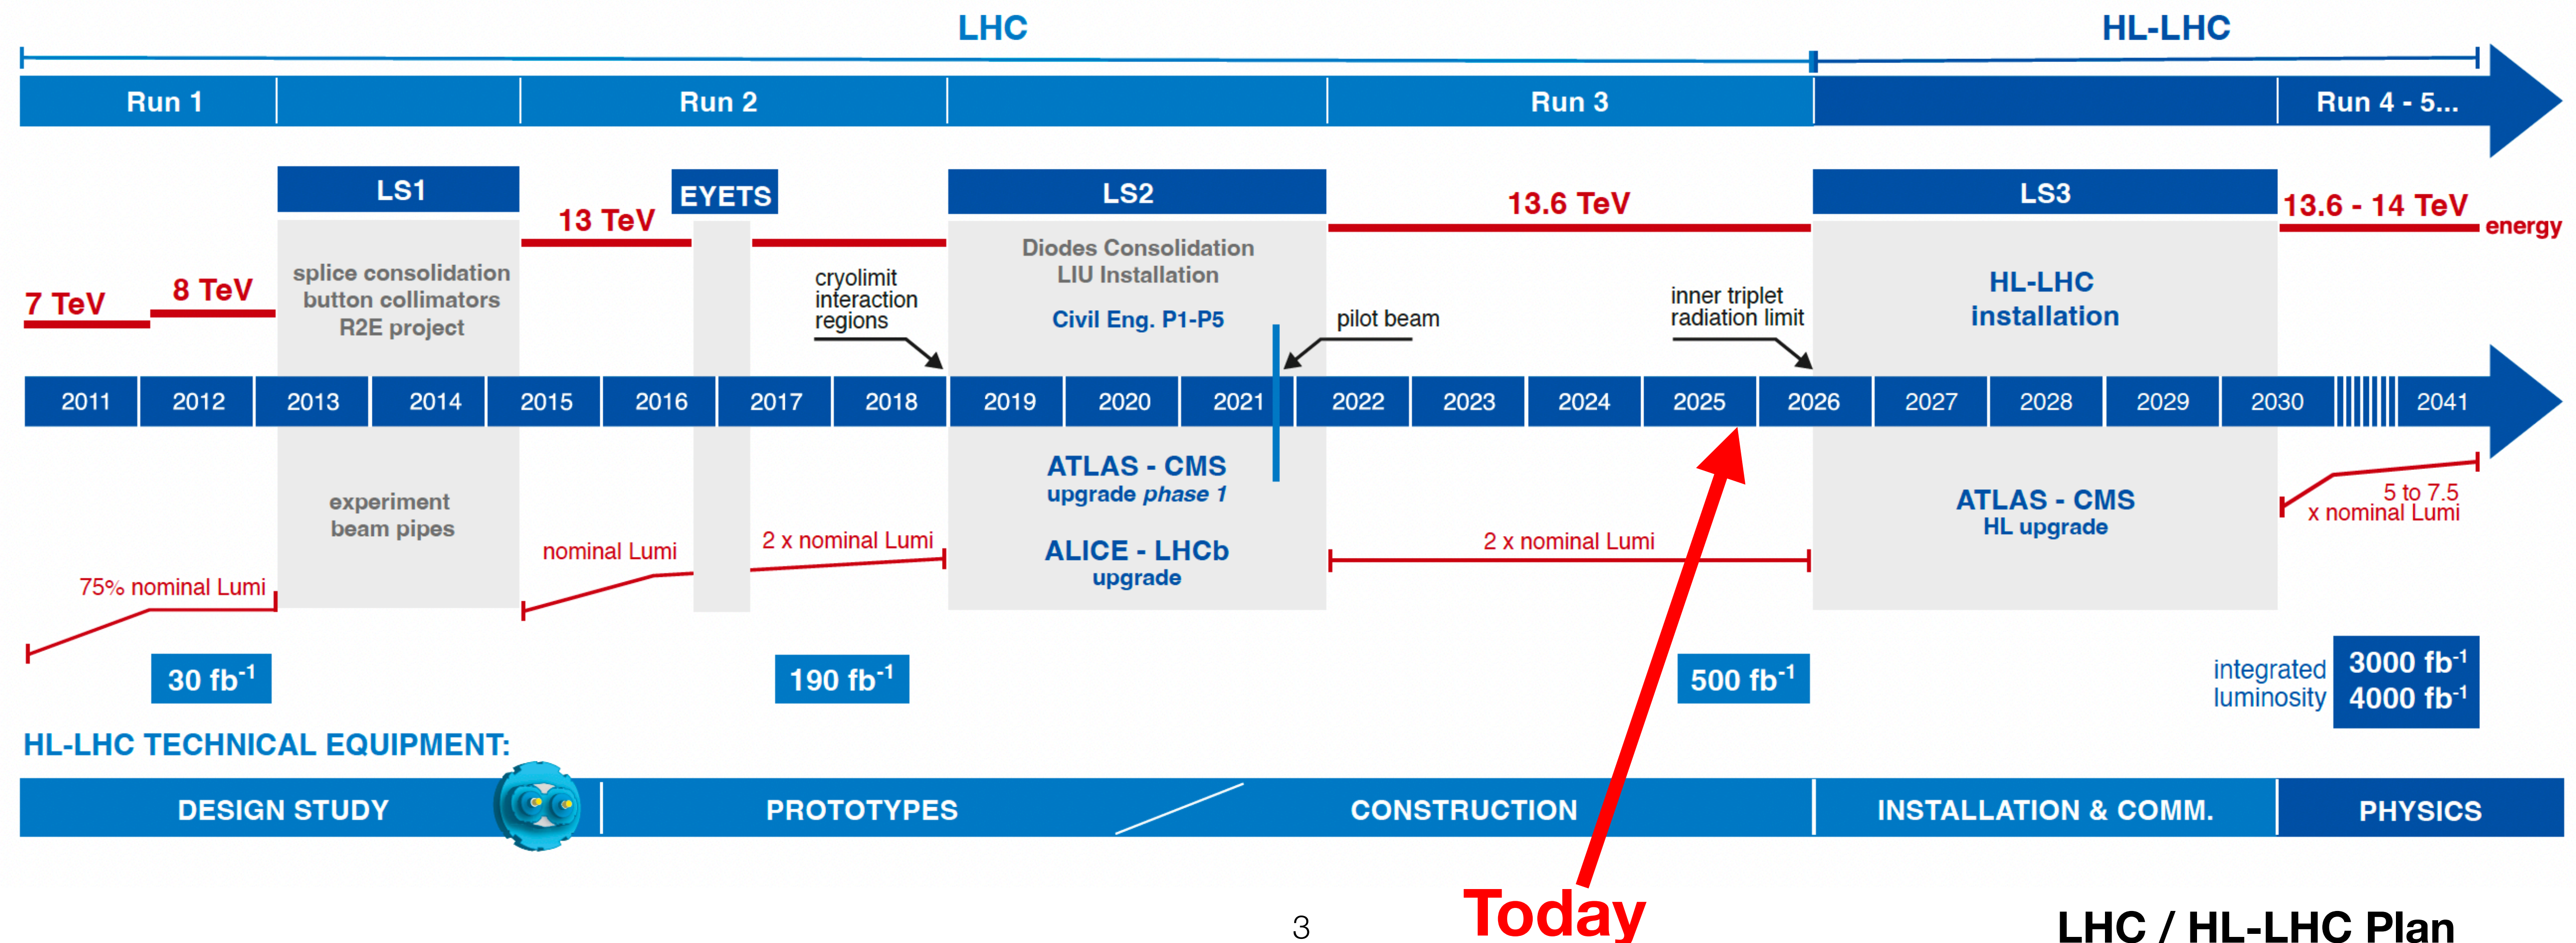 LHC
HL-LHC
Run 1
Run 2
Run 3
Run 4 - 5...
LS1
EYETS
LS2
LS3
13 TeV
13.6 TeV
13.6 - 14 TeV
energy
7 TeV
8 TeV
splice consolidation
button collimators
R2E project
cryolimit
interaction
regions
Diodes Consolidation
LIU Installation
Civil Eng. P1-P5
pilot beam
inner triplet
radiation limit
HL-LHC
installation
2011
2012
2013
2014
2015
2016
2017
2018
2019
2020
2021
2022
2023
2024
2025
2026
2027
2028
2029
2030
2041
experiment
beam pipes
ATLAS - CMS
upgrade phase 1
ALICE - LHCb
upgrade
ATLAS - CMS
HL upgrade
5 to 7.5
x nominal Lumi
75% nominal Lumi
nominal Lumi
2 x nominal Lumi
2 x nominal Lumi
30 fb-1
190 fb-1
500 fb-1
integrated
luminosity
3000 fb-1
4000 fb-1
HL-LHC TECHNICAL EQUIPMENT:
DESIGN STUDY
PROTOTYPES
CONSTRUCTION
INSTALLATION & COMM.
PHYSICS
3
Today
LHC / HL-LHC Plan